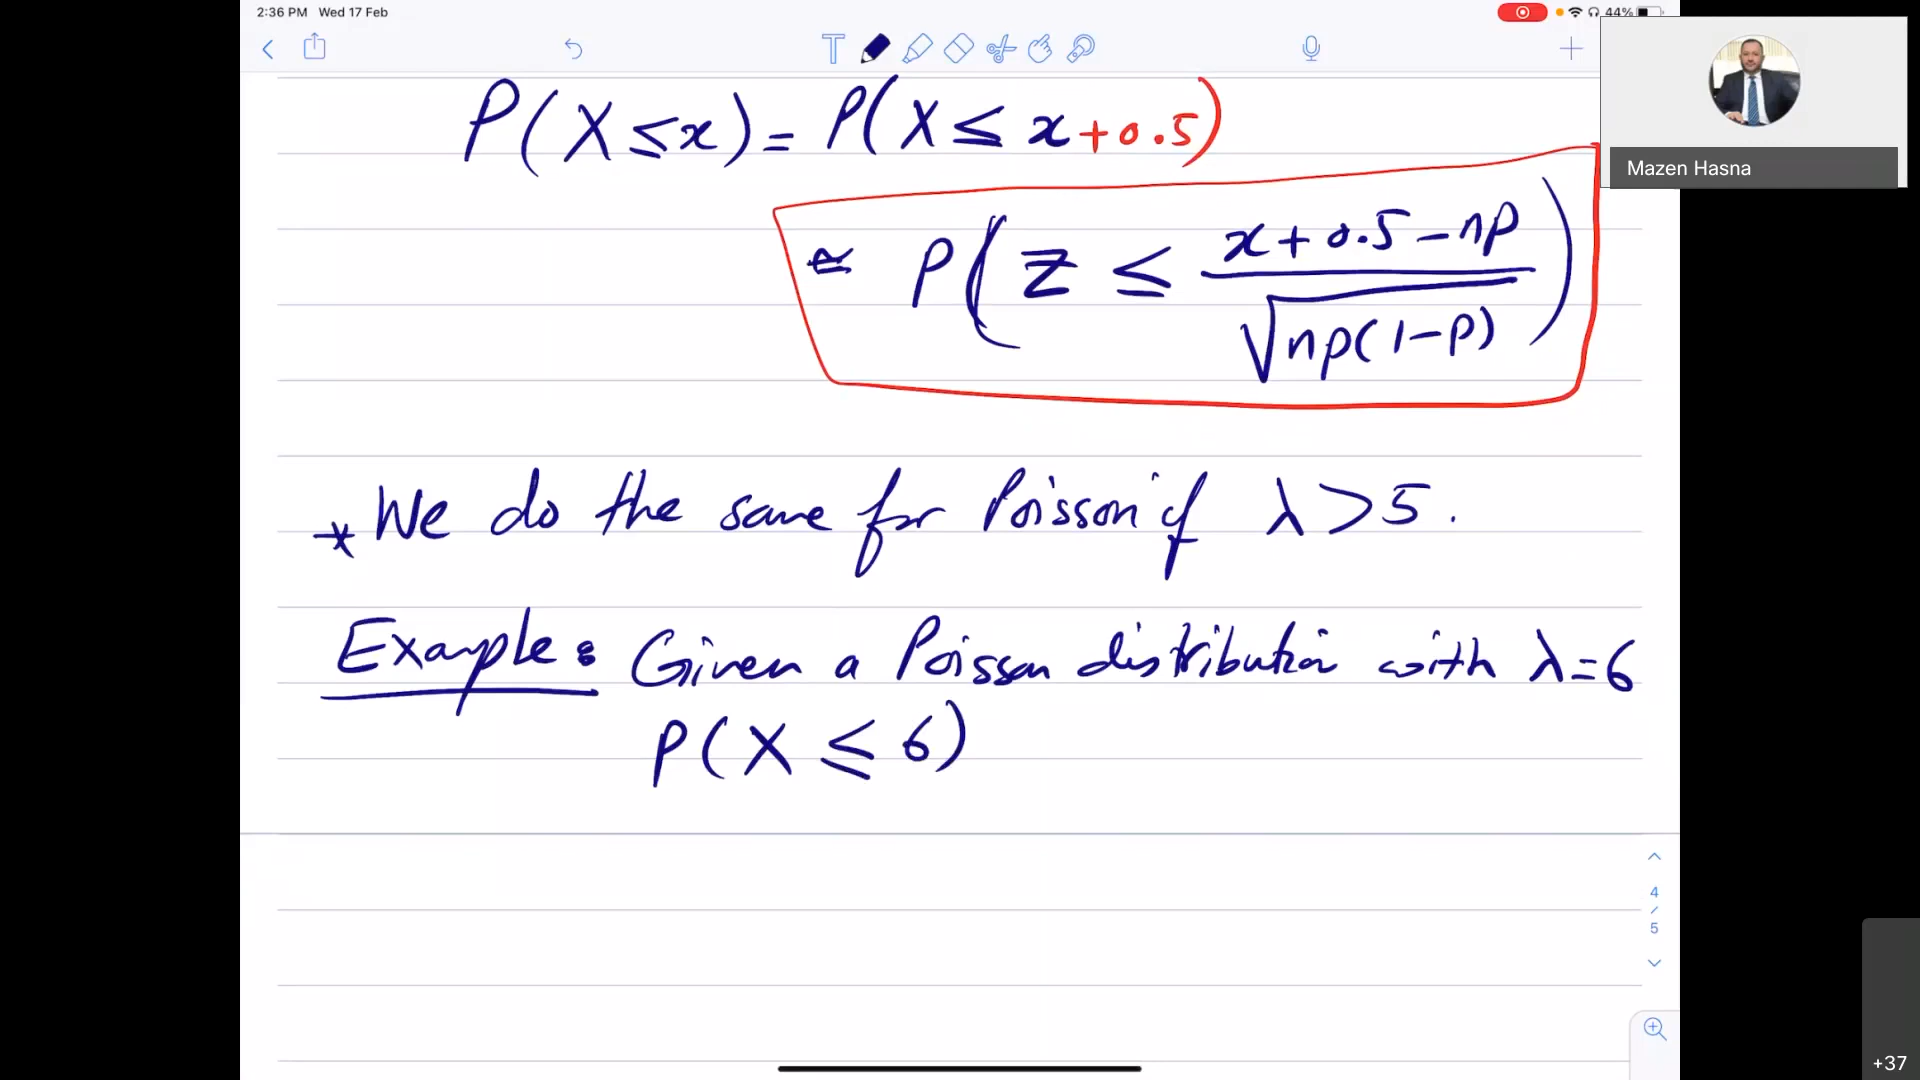 2:36 PM Wed 17 Feb
44%
P(X≤x)= P(X≤ x+0.5)
≃ P(Z ≤ x+0.5-np / √np(1-p))
Mazen Hasna
* We do the same for Poisson if λ>5.
Example: Given a Poisson distribution with λ=6
P(X ≤ 6)
4
/
5
+37